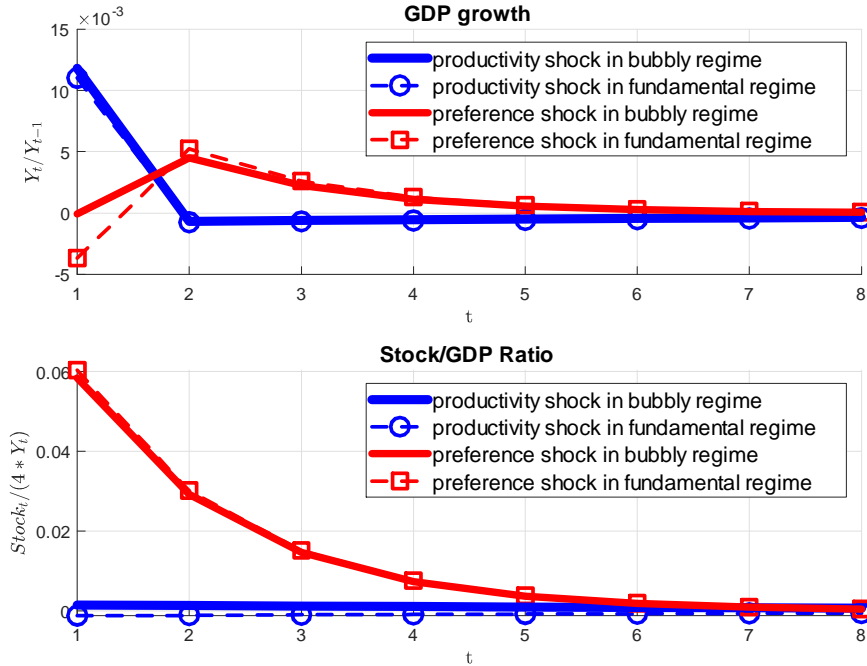 GDP growth
×10⁻³
15
10
5
0
-5
Y_t/Y_{t−1}
productivity shock in bubbly regime
productivity shock in fundamental regime
preference shock in bubbly regime
preference shock in fundamental regime
1 2 3 4 5 6 7 8
t
Stock/GDP Ratio
0.06
0.04
0.02
0
Stock_t/(4 * Y_t)
productivity shock in bubbly regime
productivity shock in fundamental regime
preference shock in bubbly regime
preference shock in fundamental regime
1 2 3 4 5 6 7 8
t